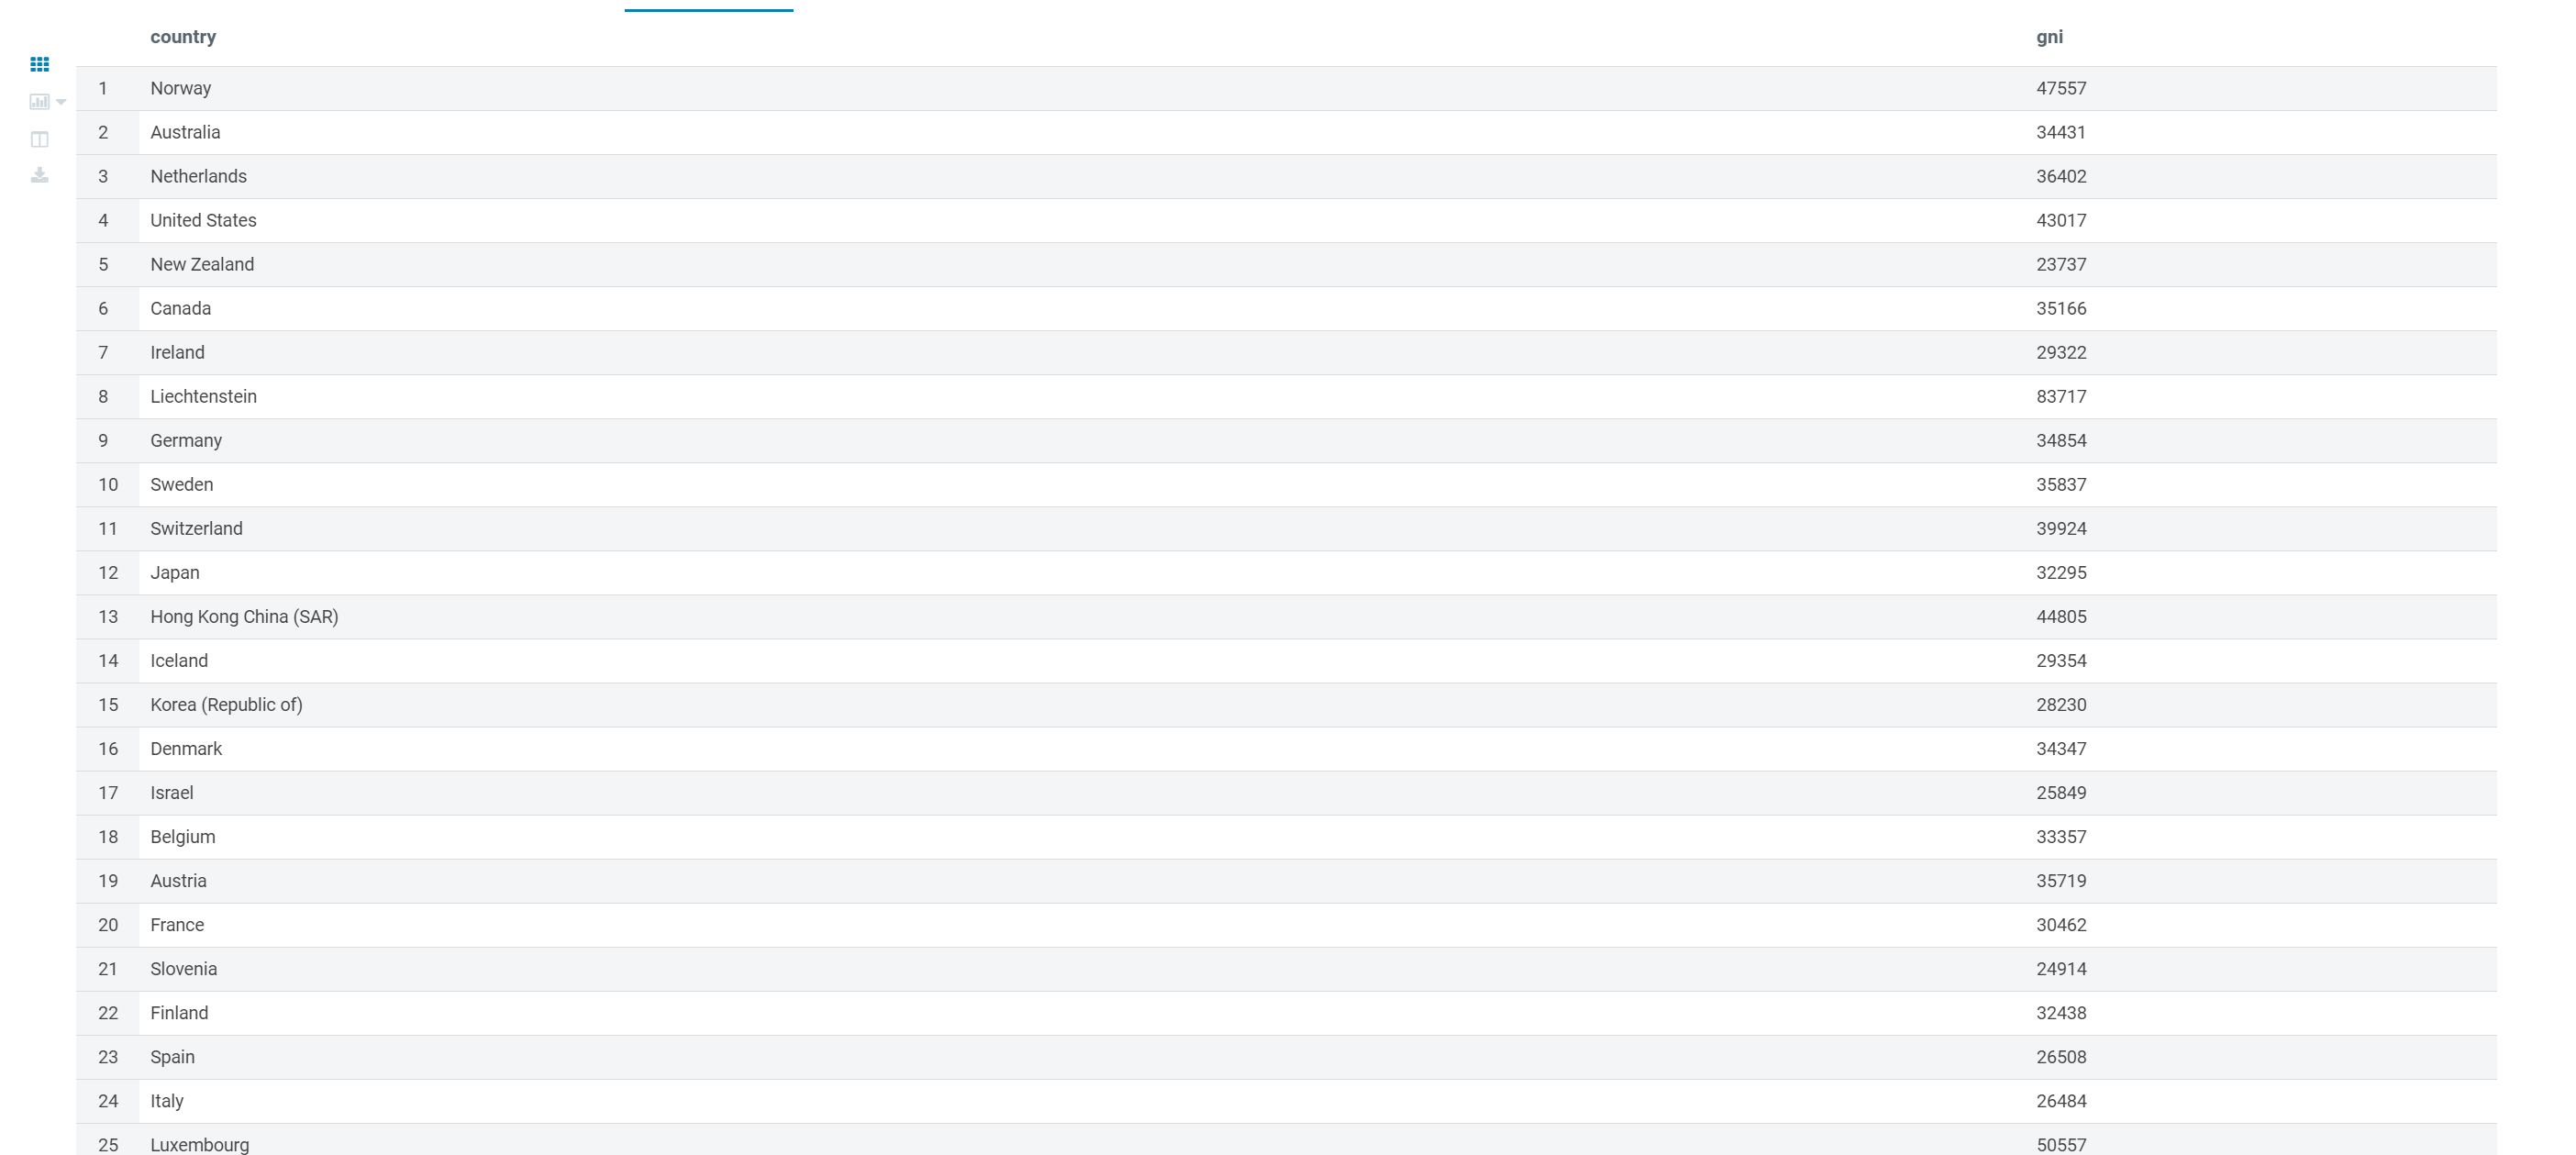 country gni
1 Norway 47557
2 Australia 34431
3 Netherlands 36402
4 United States 43017
5 New Zealand 23737
6 Canada 35166
7 Ireland 29322
8 Liechtenstein 83717
9 Germany 34854
10 Sweden 35837
11 Switzerland 39924
12 Japan 32295
13 Hong Kong China (SAR) 44805
14 Iceland 29354
15 Korea (Republic of) 28230
16 Denmark 34347
17 Israel 25849
18 Belgium 33357
19 Austria 35719
20 France 30462
21 Slovenia 24914
22 Finland 32438
23 Spain 26508
24 Italy 26484
25 Luxembourg 50557